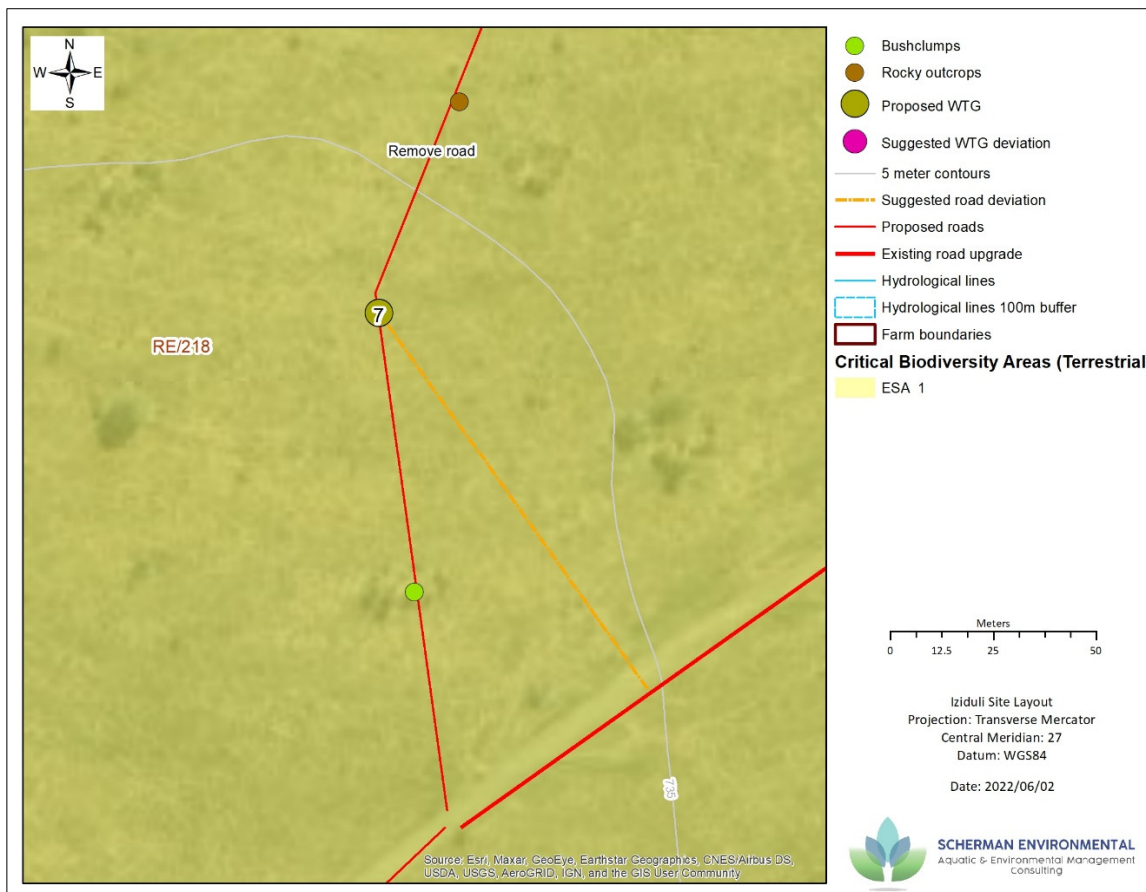 N
W E
S
Remove road
7
RE/218
735
Source: Esri, Maxar, GeoEye, Earthstar Geographics, CNES/Airbus DS,
USDA, USGS, AeroGRID, IGN, and the GIS User Community
Bushclumps
Rocky outcrops
Proposed WTG
Suggested WTG deviation
5 meter contours
Suggested road deviation
Proposed roads
Existing road upgrade
Hydrological lines
Hydrological lines 100m buffer
Farm boundaries
Critical Biodiversity Areas (Terrestrial
ESA 1
Meters
0 12.5 25 50
Iziduli Site Layout
Projection: Transverse Mercator
Central Meridian: 27
Datum: WGS84
Date: 2022/06/02
SCHERMAN ENVIRONMENTAL
Aquatic & Environmental Management
Consulting